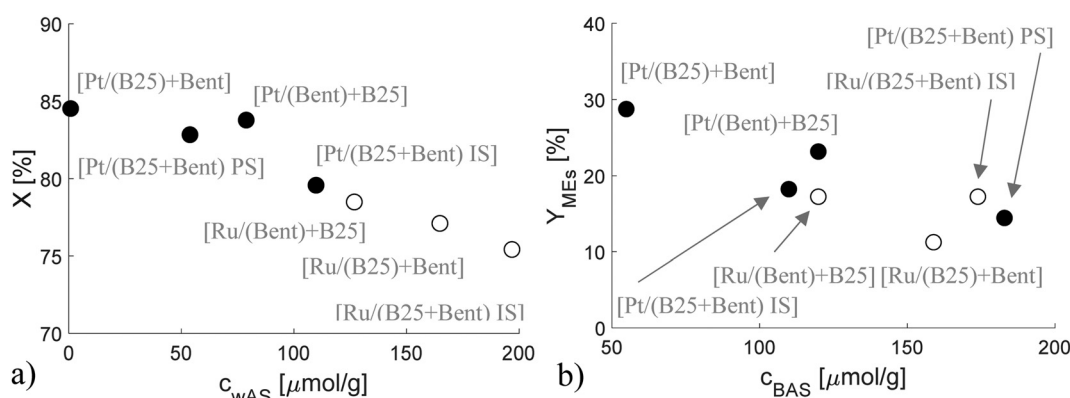 90
85
80
75
70
X [%]
[Pt/(B25)+Bent]
[Pt/(Bent)+B25]
[Pt/(B25+Bent) PS]
[Pt/(B25+Bent) IS]
[Ru/(Bent)+B25]
[Ru/(B25)+Bent]
[Ru/(B25+Bent) IS]
0 50 100 150 200
a) c_wAS [μmol/g]
40
30
20
10
0
Y_MEs [%]
[Pt/(B25+Bent) PS]
[Pt/(B25)+Bent]
[Ru/(B25+Bent) IS]
[Pt/(Bent)+B25]
[Ru/(Bent)+B25] [Ru/(B25)+Bent]
[Pt/(B25+Bent) IS]
50 100 150 200
b) c_BAS [μmol/g]